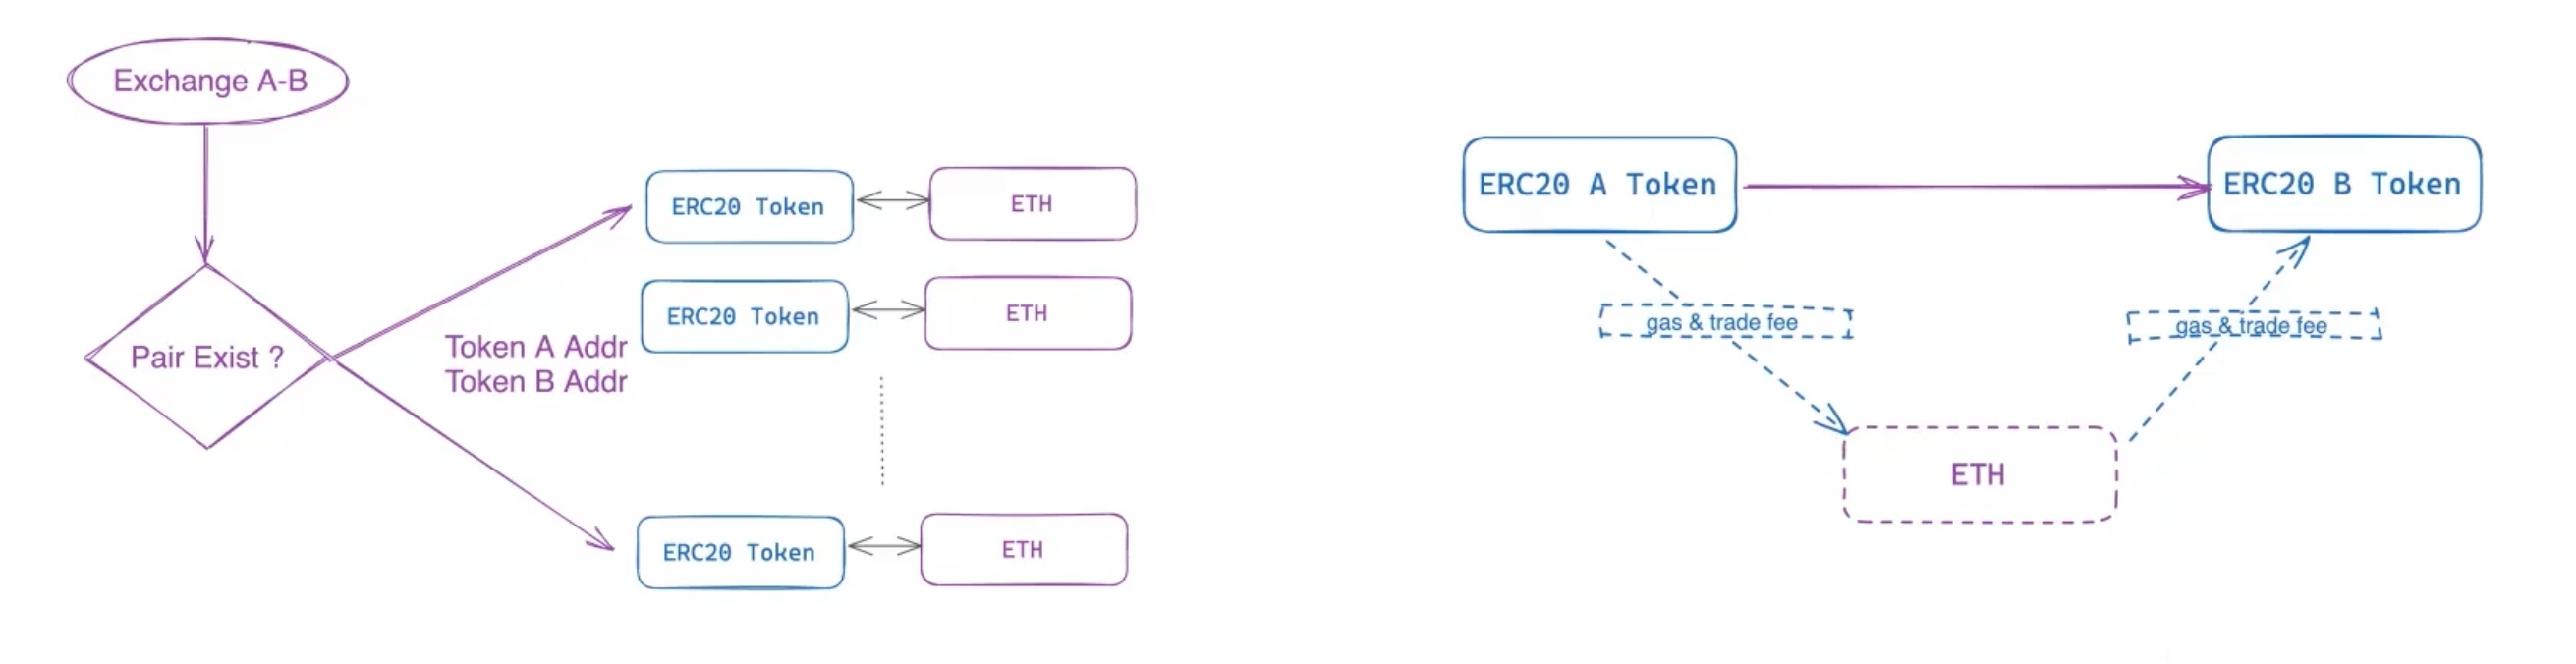 Exchange A-B
Pair Exist ?
Token A Addr
Token B Addr
ERC20 Token
ETH
ERC20 Token
ETH
ERC20 Token
ETH
ERC20 A Token
ERC20 B Token
gas & trade fee
gas & trade fee
ETH